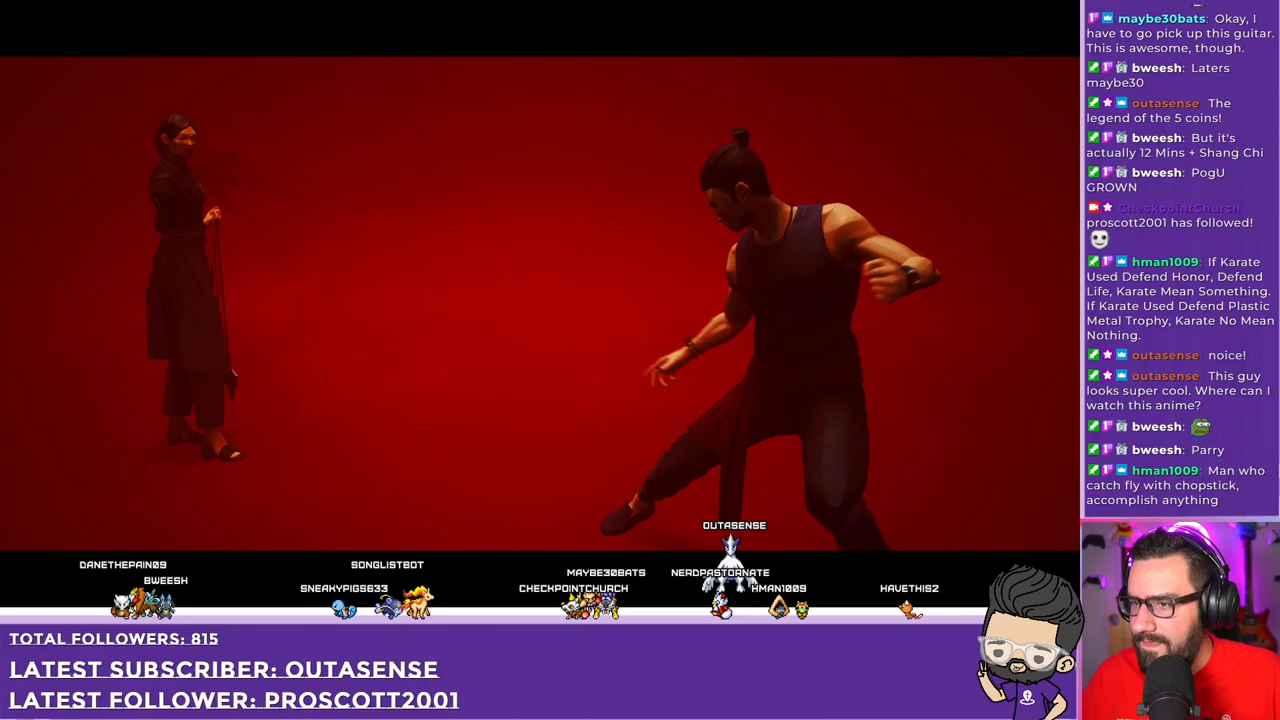 maybe30bats: Okay, I
have to go pick up this guitar.
This is awesome, though.
bweesh: Laters
maybe30
outasense: The
legend of the 5 coins!
bweesh: But it's
actually 12 Mins + Shang Chi
bweesh: PogU
GROWN
CheckpointChurch
proscott2001 has followed!
hman1009: If Karate
Used Defend Honor, Defend
Life, Karate Mean Something.
If Karate Used Defend Plastic
Metal Trophy, Karate No Mean
Nothing.
outasense: noice!
outasense: This guy
looks super cool. Where can I
watch this anime?
bweesh:
bweesh: Parry
hman1009: Man who
catch fly with chopstick,
accomplish anything
OUTASENSE
DANETHEPAIN09
SONGLISTBOT
MAYBE30BATS
NERDPASTORNATE
BWEESH
SNEAKYPIGS633
CHECKPOINTCHURCH
HMAN1009
HAVETHIS2
TOTAL FOLLOWERS: 815
LATEST SUBSCRIBER: OUTASENSE
LATEST FOLLOWER: PROSCOTT2001